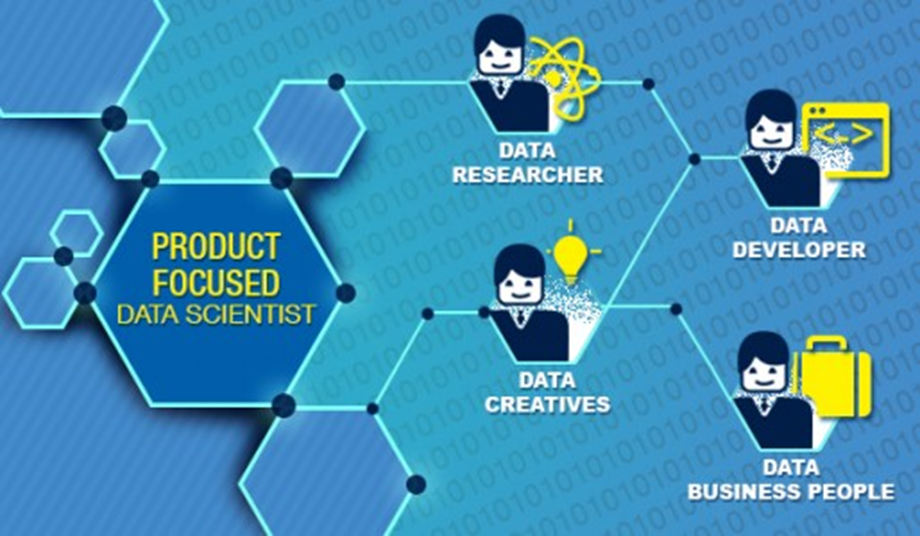 PRODUCT
FOCUSED
DATA SCIENTIST
DATA
RESEARCHER
DATA
DEVELOPER
<->
DATA
CREATIVES
DATA
BUSINESS PEOPLE